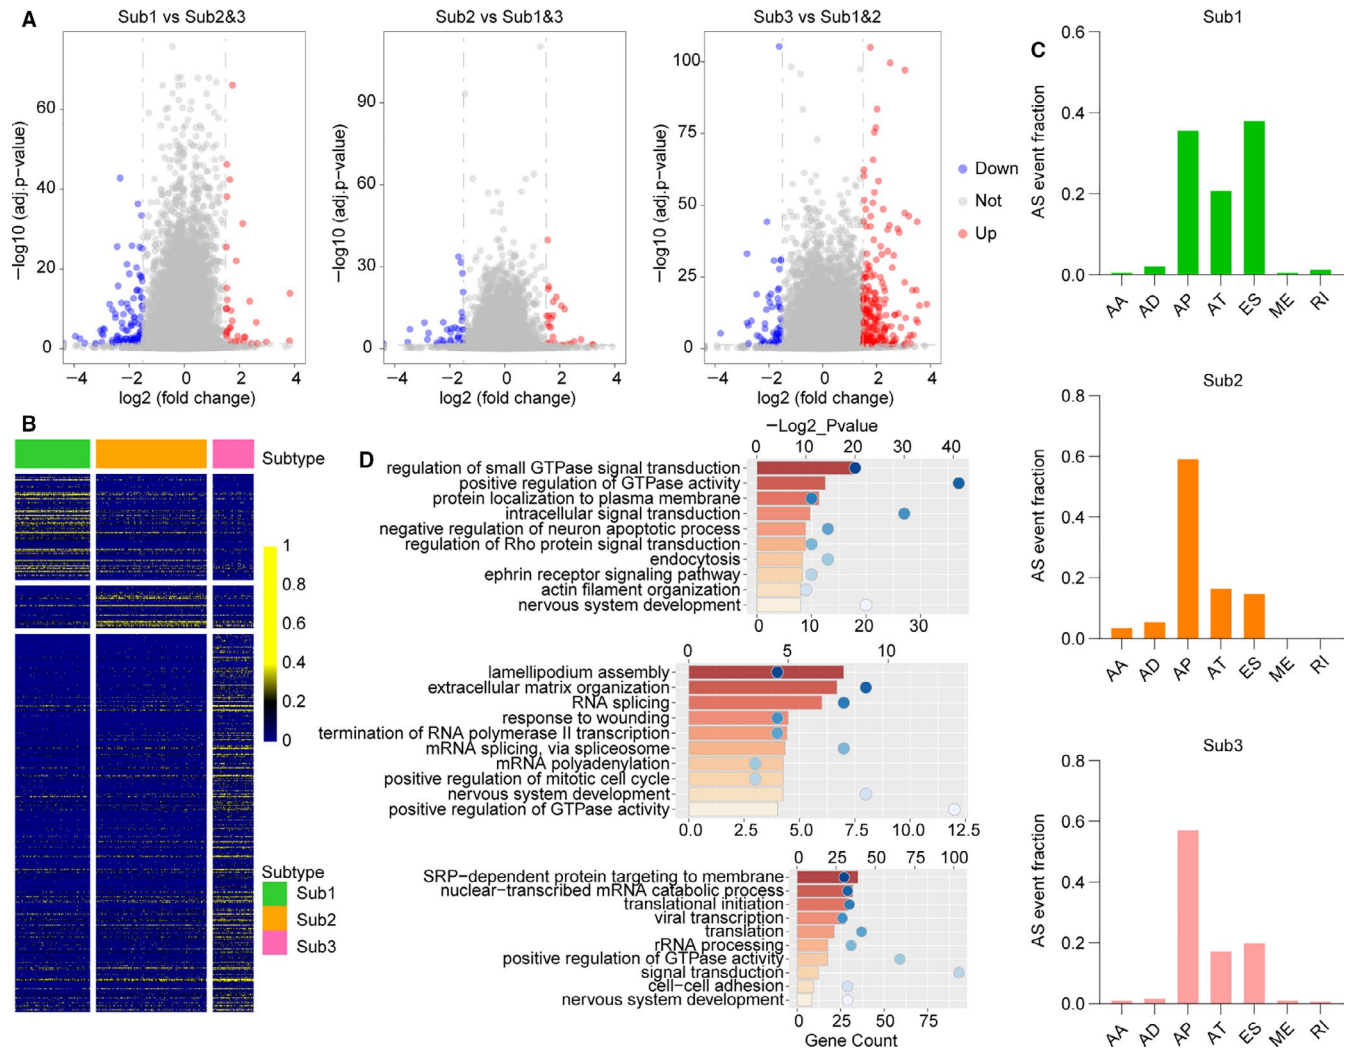 A
Sub1 vs Sub2&3
Sub2 vs Sub1&3
Sub3 vs Sub1&2
−log10 (adj.p−value)
60
40
20
0
−4
−2
0
2
4
log2 (fold change)
−log10 (adj.p−value)
90
60
30
0
−4
−2
0
2
4
log2 (fold change)
−log10 (adj.p−value)
100
75
50
25
0
−4
−2
0
2
4
log2 (fold change)
Down
Not
Up
B
Subtype
1
0.8
0.6
0.4
0.2
0
Subtype
Sub1
Sub2
Sub3
C
Sub1
AS event fraction
0.6
0.4
0.2
0.0
AA
AD
AP
AT
ES
ME
RI
Sub2
AS event fraction
0.8
0.6
0.4
0.2
0.0
AA
AD
AP
AT
ES
ME
RI
Sub3
AS event fraction
0.8
0.6
0.4
0.2
0.0
AA
AD
AP
AT
ES
ME
RI
D
−Log2_Pvalue
0 10 20 30 40
regulation of small GTPase signal transduction
positive regulation of GTPase activity
protein localization to plasma membrane
intracellular signal transduction
negative regulation of neuron apoptotic process
regulation of Rho protein signal transduction
endocytosis
ephrin receptor signaling pathway
actin filament organization
nervous system development
0 10 20 30
0 5 10
lamellipodium assembly
extracellular matrix organization
RNA splicing
response to wounding
termination of RNA polymerase II transcription
mRNA splicing, via spliceosome
mRNA polyadenylation
positive regulation of mitotic cell cycle
nervous system development
positive regulation of GTPase activity
0.0 2.5 5.0 7.5 10.0 12.5
0 25 50 75 100
SRP−dependent protein targeting to membrane
nuclear−transcribed mRNA catabolic process
translational initiation
viral transcription
translation
rRNA processing
positive regulation of GTPase activity
signal transduction
cell−cell adhesion
nervous system development
0 25 50 75
Gene Count